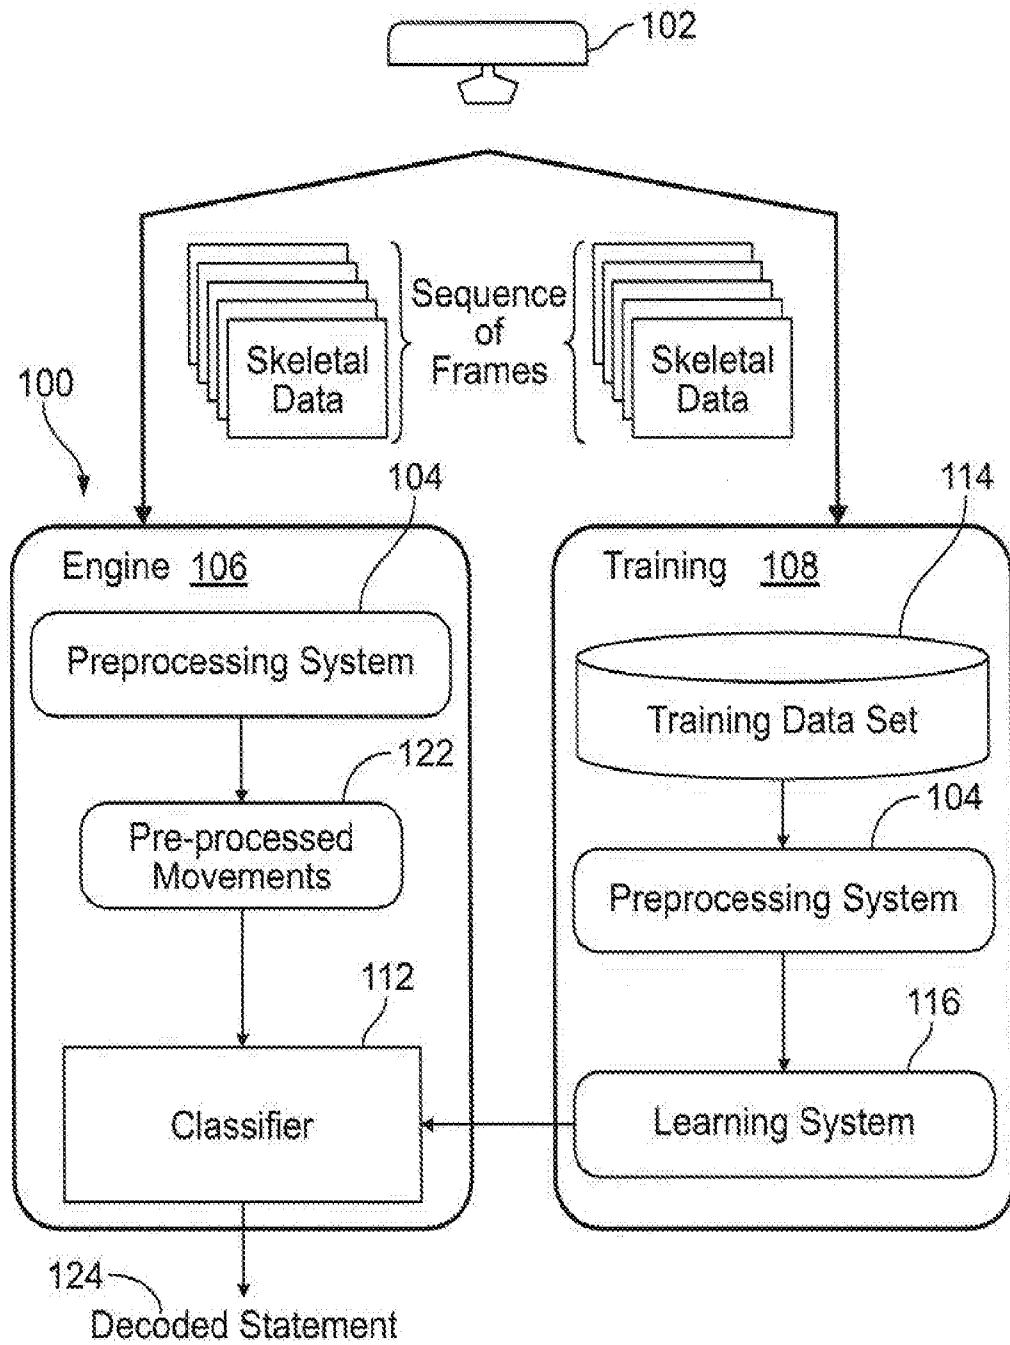 102
Sequence
of
Frames
Skeletal
Data
Skeletal
Data
100
104
114
Engine 106
Training 108
Preprocessing System
Training Data Set
122
104
Pre-processed
Movements
Preprocessing System
112
116
Classifier
Learning System
124
Decoded Statement